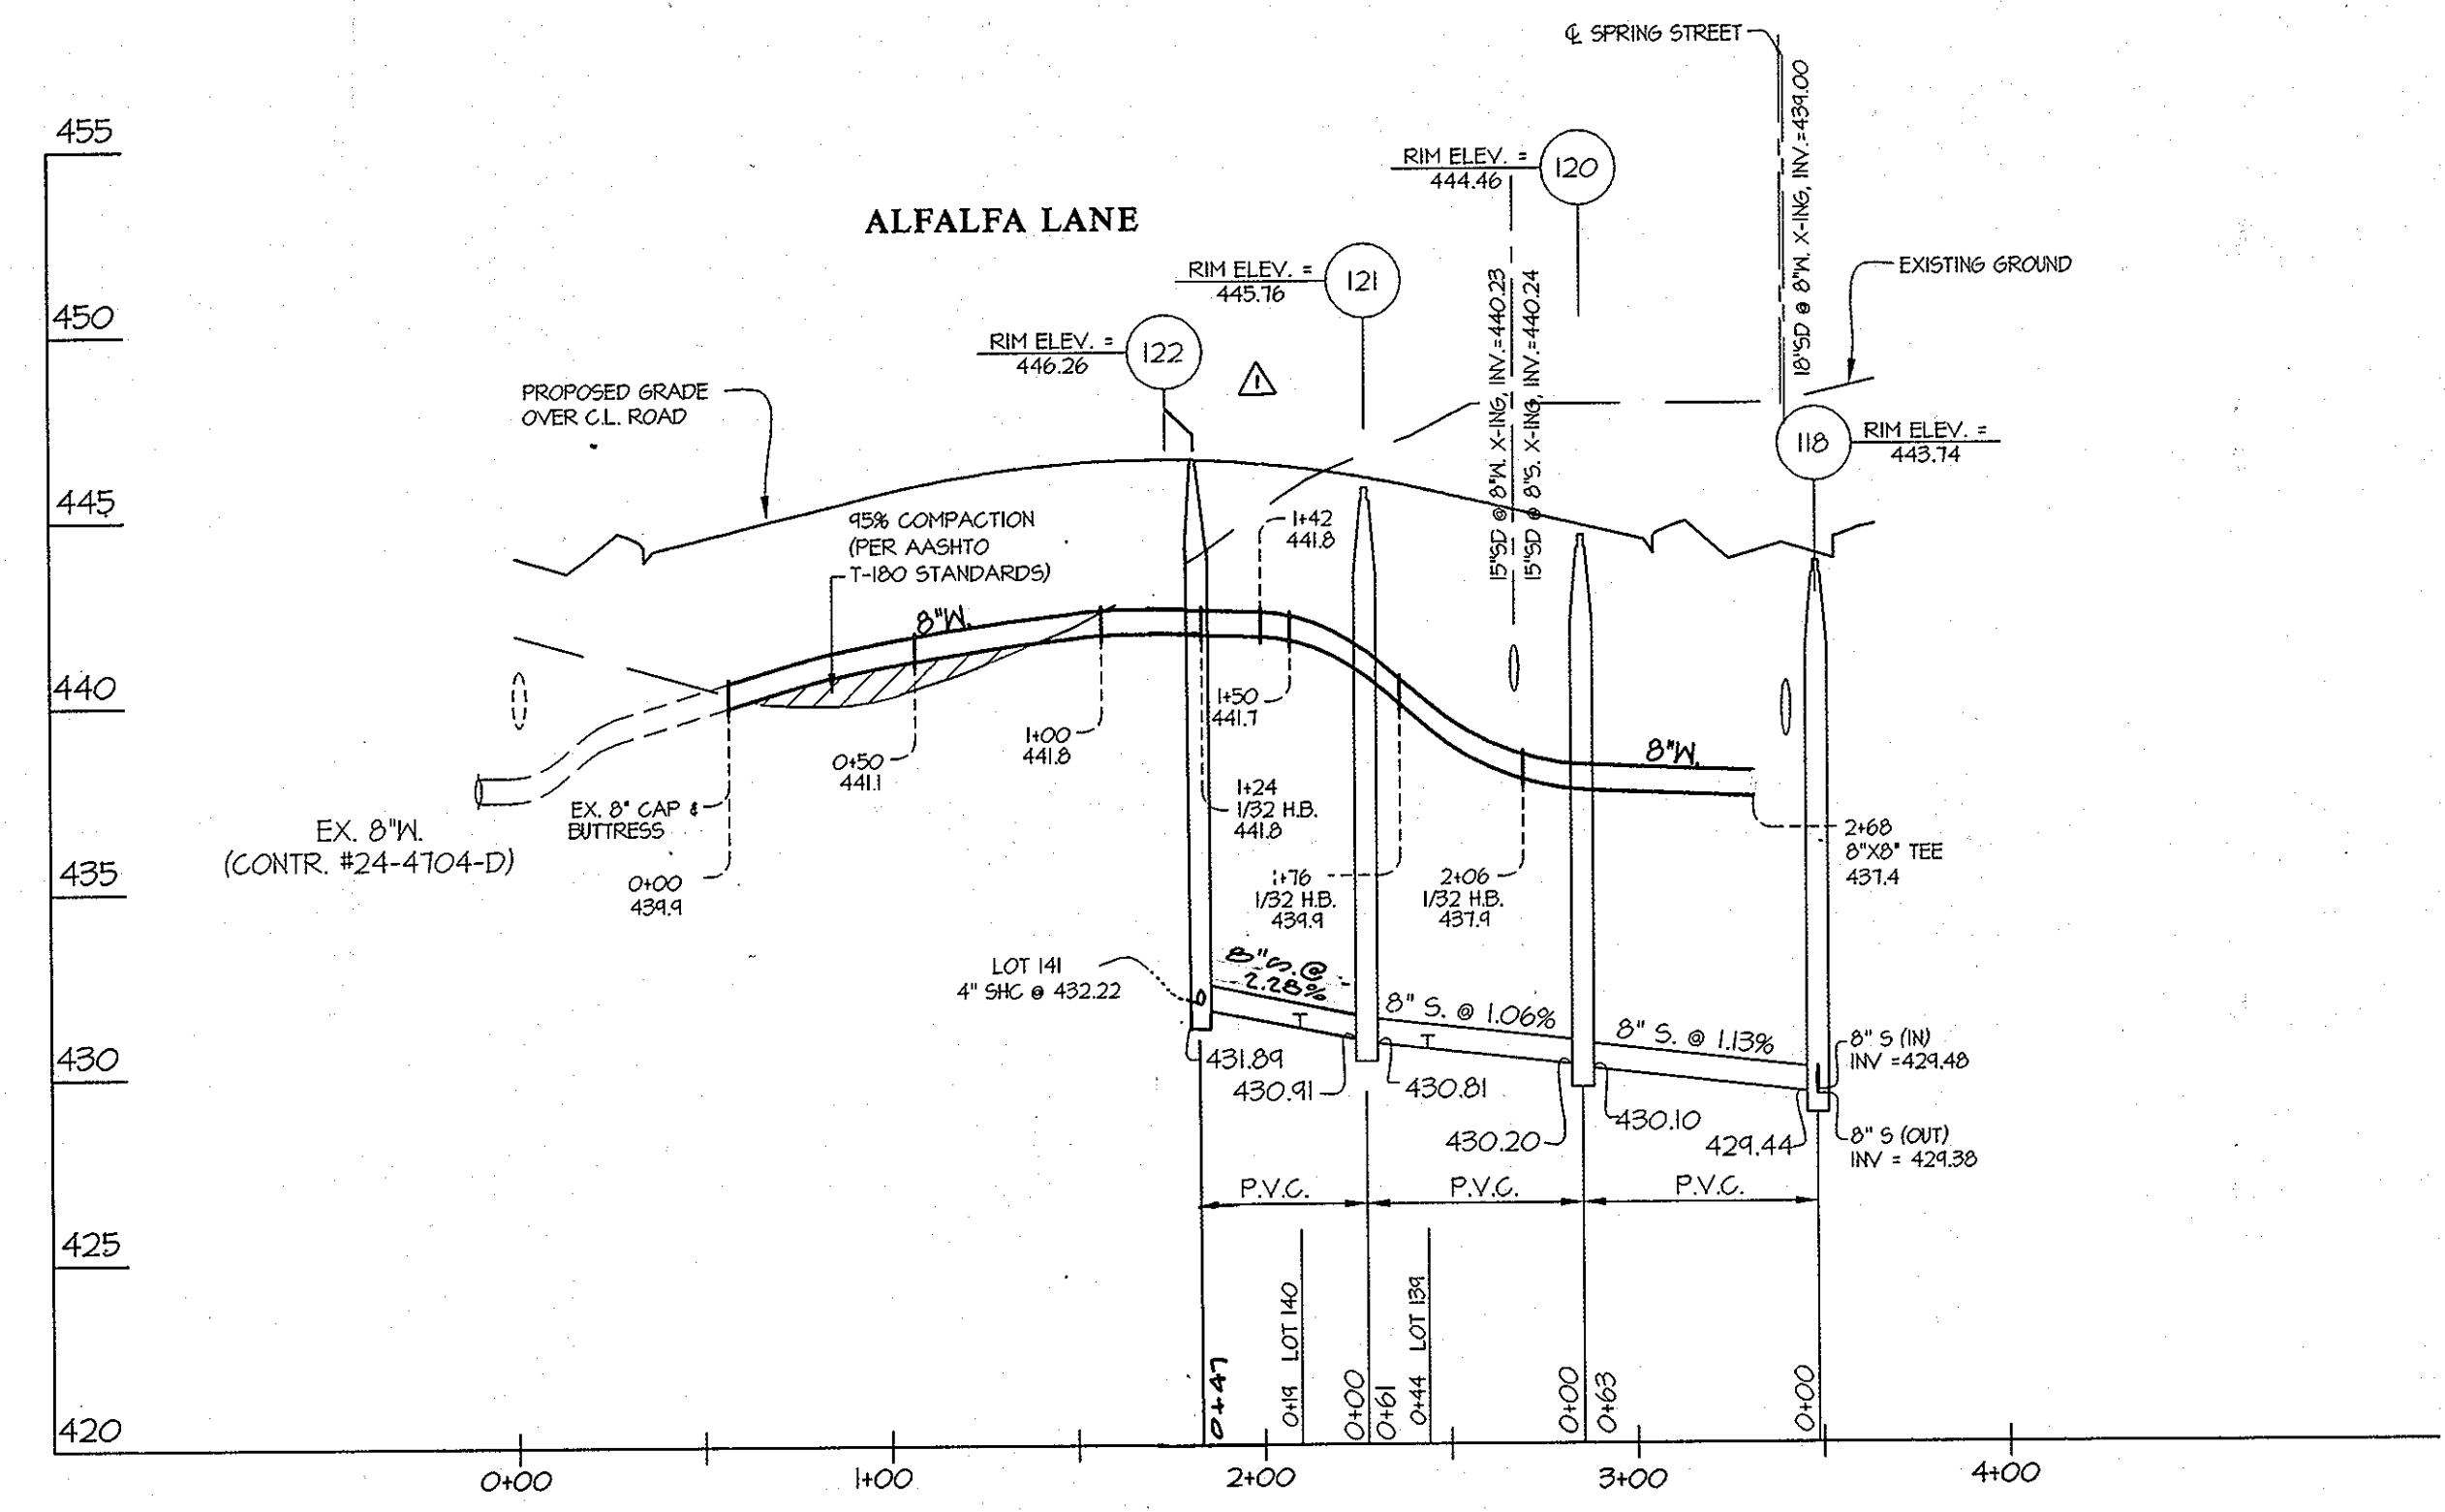 ℄ SPRING STREET
18"SD @ 8"W. X-ING, INV.=439.00
455
RIM ELEV. =
444.46
120
ALFALFA LANE
RIM ELEV. =
445.76
121
EXISTING GROUND
15"SD @ 8"W. X-ING, INV.=440.23
15"SD @ 8"S. X-ING, INV.=440.24
450
RIM ELEV. =
446.26
122
1
PROPOSED GRADE
OVER C.L. ROAD
118
RIM ELEV. =
443.74
445
95% COMPACTION
(PER AASHTO
T-180 STANDARDS)
1+42
441.8
8"W.
440
1+50
441.7
1+00
441.8
0+50
441.1
8"W.
EX. 8" CAP &
BUTTRESS
1+24
1/32 H.B.
441.8
EX. 8"W.
(CONTR. #24-4704-D)
2+68
8"X8" TEE
437.4
435
0+00
439.9
1+76
1/32 H.B.
439.9
2+06
1/32 H.B.
437.9
LOT 141
4" SHC @ 432.22
8"S. @
2.28%
8" S. @ 1.06%
8" S. @ 1.13%
8" S (IN)
INV =429.48
430
431.89
430.91
430.81
430.20
430.10
429.44
8" S (OUT)
INV = 429.38
P.V.C.
P.V.C.
P.V.C.
425
0+47
0+19 LOT 140
0+00
0+61
0+44 LOT 139
0+00
0+63
0+00
420
0+00
1+00
2+00
3+00
4+00